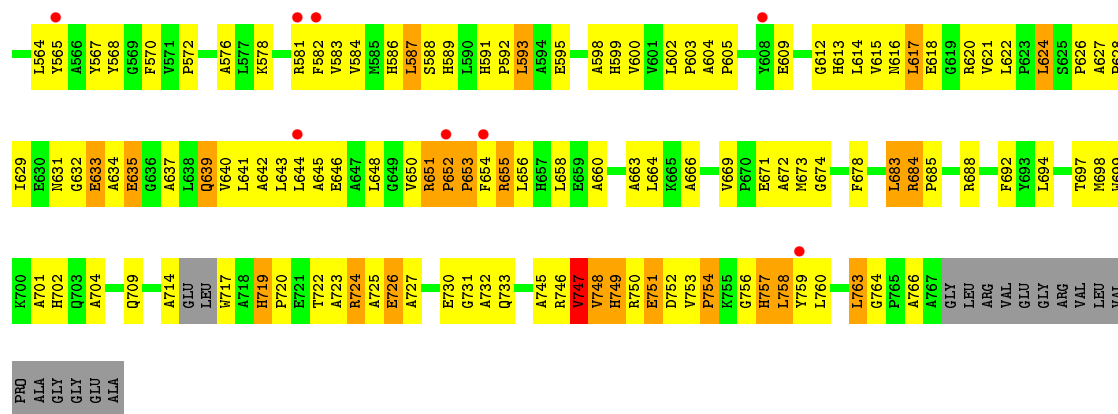 L564 Y565 A566 Y567 Y568 G569 F570 V571 P572 A576 L577 K578 R581 F582 V583 V584 M585 H586 L587 S588 H589 L590 H591 P592 L593 A594 E595 A598 H599 V600 V601 L602 P603 A604 P605 Y608 E609 G612 H613 L614 V615 N616 L617 E618 G619 R620 V621 L622 P623 L624 S625 P626 A627 P628
I629 E630 N631 G632 E633 A634 E635 G636 A637 L638 Q639 V640 L641 A642 L643 L644 A645 E646 A647 L648 G649 V650 R651 P652 P653 F654 R655 L656 H657 L658 E659 A660 A663 L664 K665 A666 V669 P670 E671 A672 M673 G674 F678 L683 R684 P685 R688 F692 Y693 L694 T697 M698 W699
K700 A701 H702 Q703 A704 Q709 A714 GLU LEU W717 A718 H719 P720 E721 T722 A723 R724 A725 E726 A727 E730 G731 A732 Q733 A745 R746 V747 V748 H749 R750 E751 D752 V753 P754 K755 G756 H757 L758 Y759 L760 L763 G764 P765 A766 A767 GLY LEU ARG VAL GLU GLY ARG VAL LEU VAL
PRO ALA GLY GLY GLU ALA